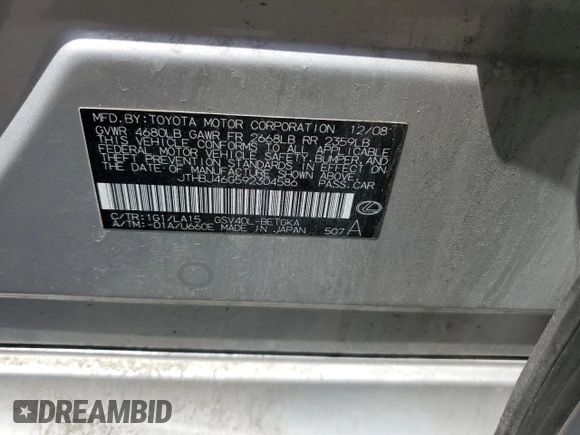 MFD.BY:TOYOTA MOTOR CORPORATION 12/08
GVWR 4680LB GAWR FR 2668LB RR 2359LB
THIS VEHICLE CONFORMS TO ALL APPLICABLE
FEDERAL MOTOR VEHICLE SAFETY, BUMPER, AND
THEFT PREVENTION STANDARDS IN EFFECT ON
THE DATE OF MANUFACTURE SHOWN ABOVE.
JTHBJ46G592304586 PASS.CAR
C/TR:1G1/LA15 GSV40L-BETGKA
A/TM:-01A/U660E MADE IN JAPAN 507 A
DREAMBID